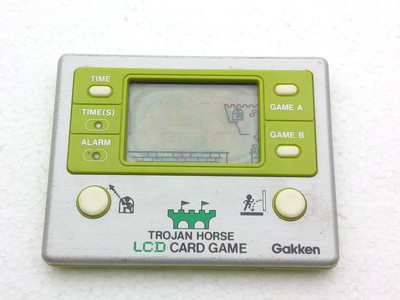 TIME
TIME(S)
ALARM
GAME A
GAME B
TROJAN HORSE
LCD CARD GAME
Gakken